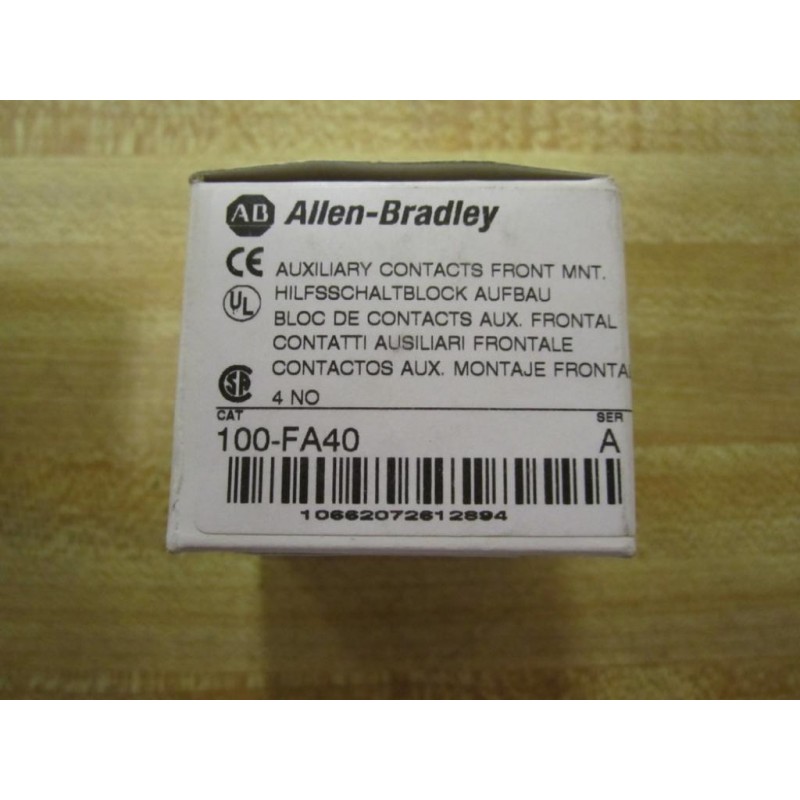 AB Allen-Bradley
CE AUXILIARY CONTACTS FRONT MNT.
UL HILFSSCHALTBLOCK AUFBAU
BLOC DE CONTACTS AUX. FRONTAL
CONTATTI AUSILIARI FRONTALE
CONTACTOS AUX. MONTAJE FRONTA
SA 4 NO
CAT SER
100-FA40 A
10662072612894